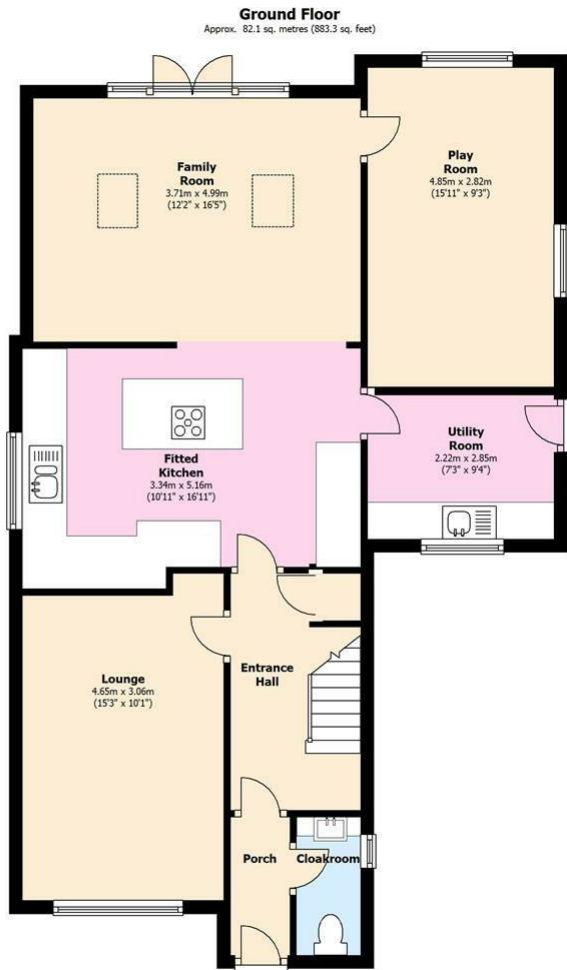 Ground Floor
Approx. 82.1 sq. metres (883.3 sq. feet)
Family
Room
3.71m x 4.99m
(12'2" x 16'5")
Play
Room
4.85m x 2.82m
(15'11" x 9'3")
Fitted
Kitchen
3.34m x 5.16m
(10'11" x 16'11")
Utility
Room
2.22m x 2.85m
(7'3" x 9'4")
Lounge
4.65m x 3.06m
(15'3" x 10'1")
Entrance
Hall
Porch
Cloakroom